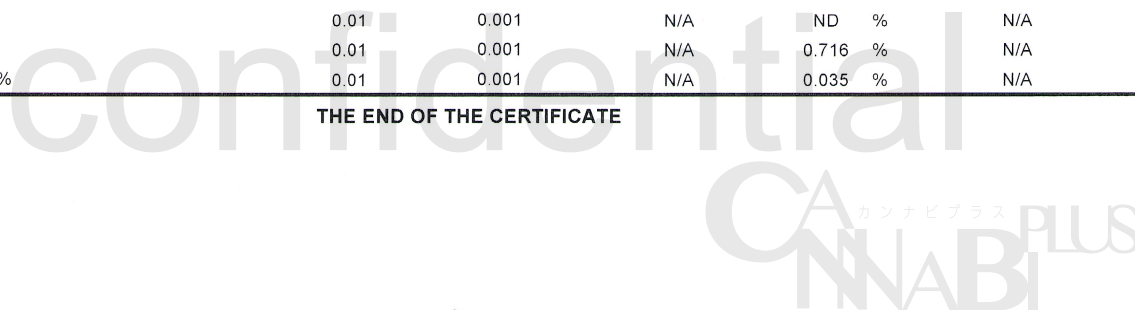 0.01 0.001 N/A ND % N/A
0.01 0.001 N/A 0.716 % N/A
% 0.01 0.001 N/A 0.035 % N/A
confidential
THE END OF THE CERTIFICATE
CANNABI PLUS
カンナビプラス